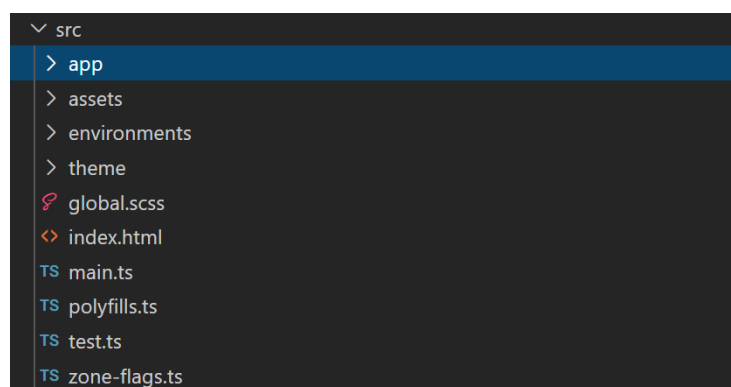 src
app
assets
environments
theme
global.scss
<> index.html
TS main.ts
TS polyfills.ts
TS test.ts
TS zone-flags.ts